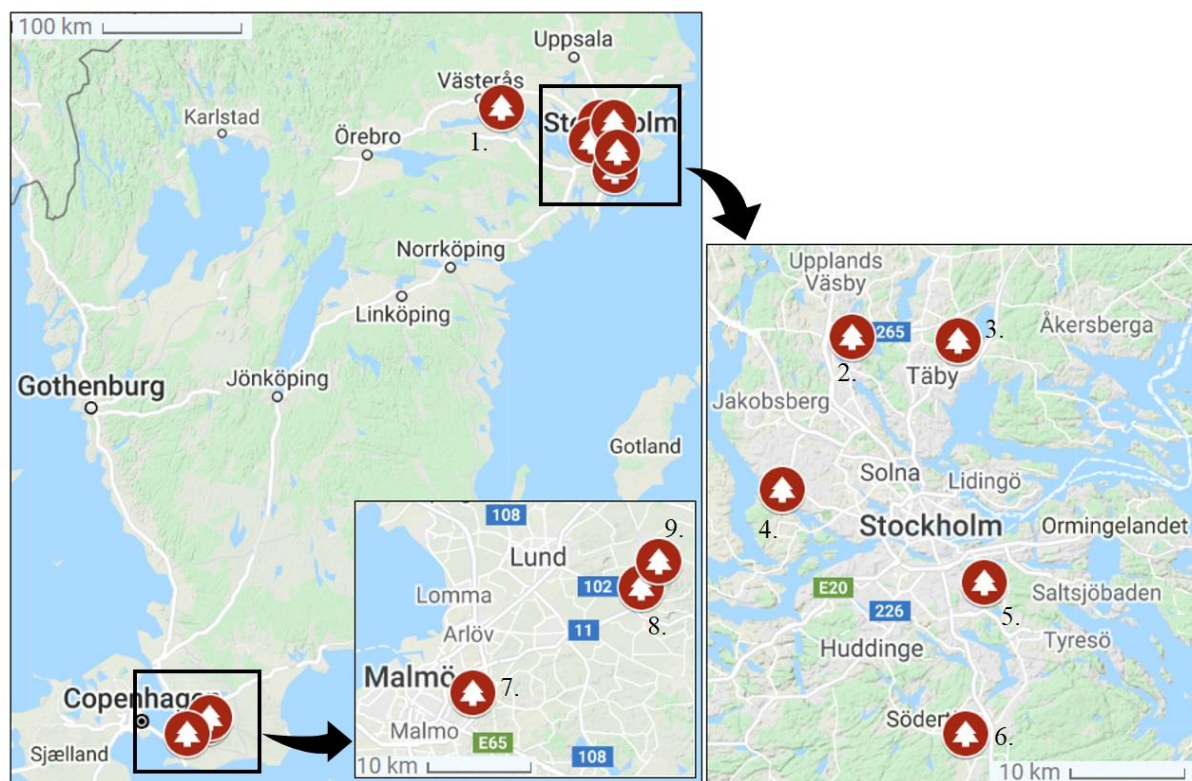 100 km
Uppsala
Västerås
Karlstad
Örebro
1.
Norrköping
Linköping
Gothenburg
Jönköping
Gotland
Copenhagen
Sjælland
108
9.
Lund
102
Lomma
8.
Arlöv
11
Malmö
7.
Malmo
E65
108
10 km
Upplands
Väsby
265
3.
Åkersberga
2.
Täby
Jakobsberg
Solna
Lidingö
4.
Stockholm
Ormingelandet
E20
Saltsjöbaden
226
5.
Huddinge
Tyresö
6.
10 km